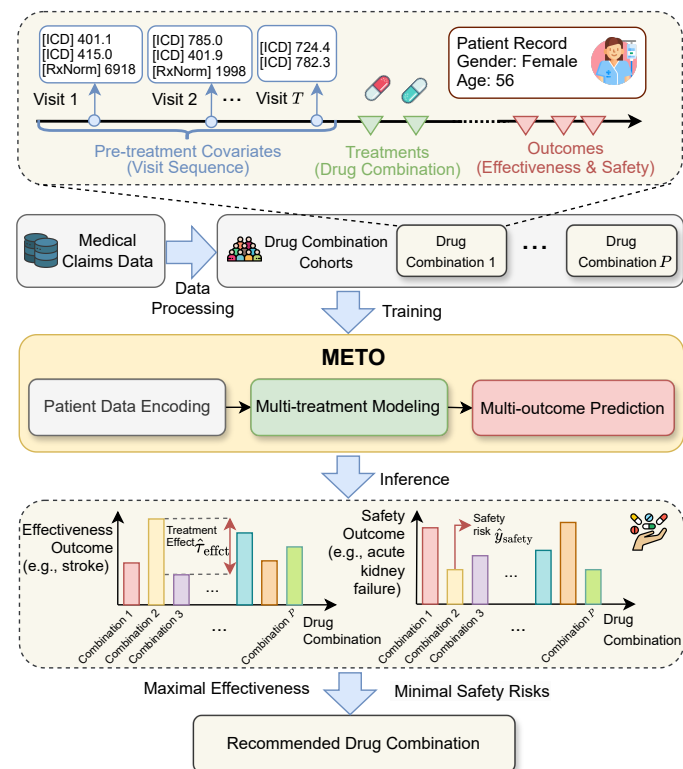 [ICD] 401.1
[ICD] 415.0
[RxNorm] 6918
[ICD] 785.0
[ICD] 401.9
[RxNorm] 1998
[ICD] 724.4
[ICD] 782.3
Patient Record
Gender: Female
Age: 56
Visit 1
Visit 2
...
Visit T
Pre-treatment Covariates
(Visit Sequence)
Treatments
(Drug Combination)
Outcomes
(Effectiveness & Safety)
Medical
Claims Data
Data
Processing
Drug Combination
Cohorts
Drug
Combination 1
...
Drug
Combination P
Training
METO
Patient Data Encoding
Multi-treatment Modeling
Multi-outcome Prediction
Inference
Effectiveness
Outcome
(e.g., stroke)
Treatment
Effect
τ̂effct
...
Combination 1
Combination 2
Combination 3
...
Combination P
Drug
Combination
Safety
Outcome
(e.g., acute
kidney
failure)
Safety
risk
ŷsafety
...
Combination 1
Combination 2
Combination 3
...
Combination P
Drug
Combination
Maximal Effectiveness
Minimal Safety Risks
Recommended Drug Combination